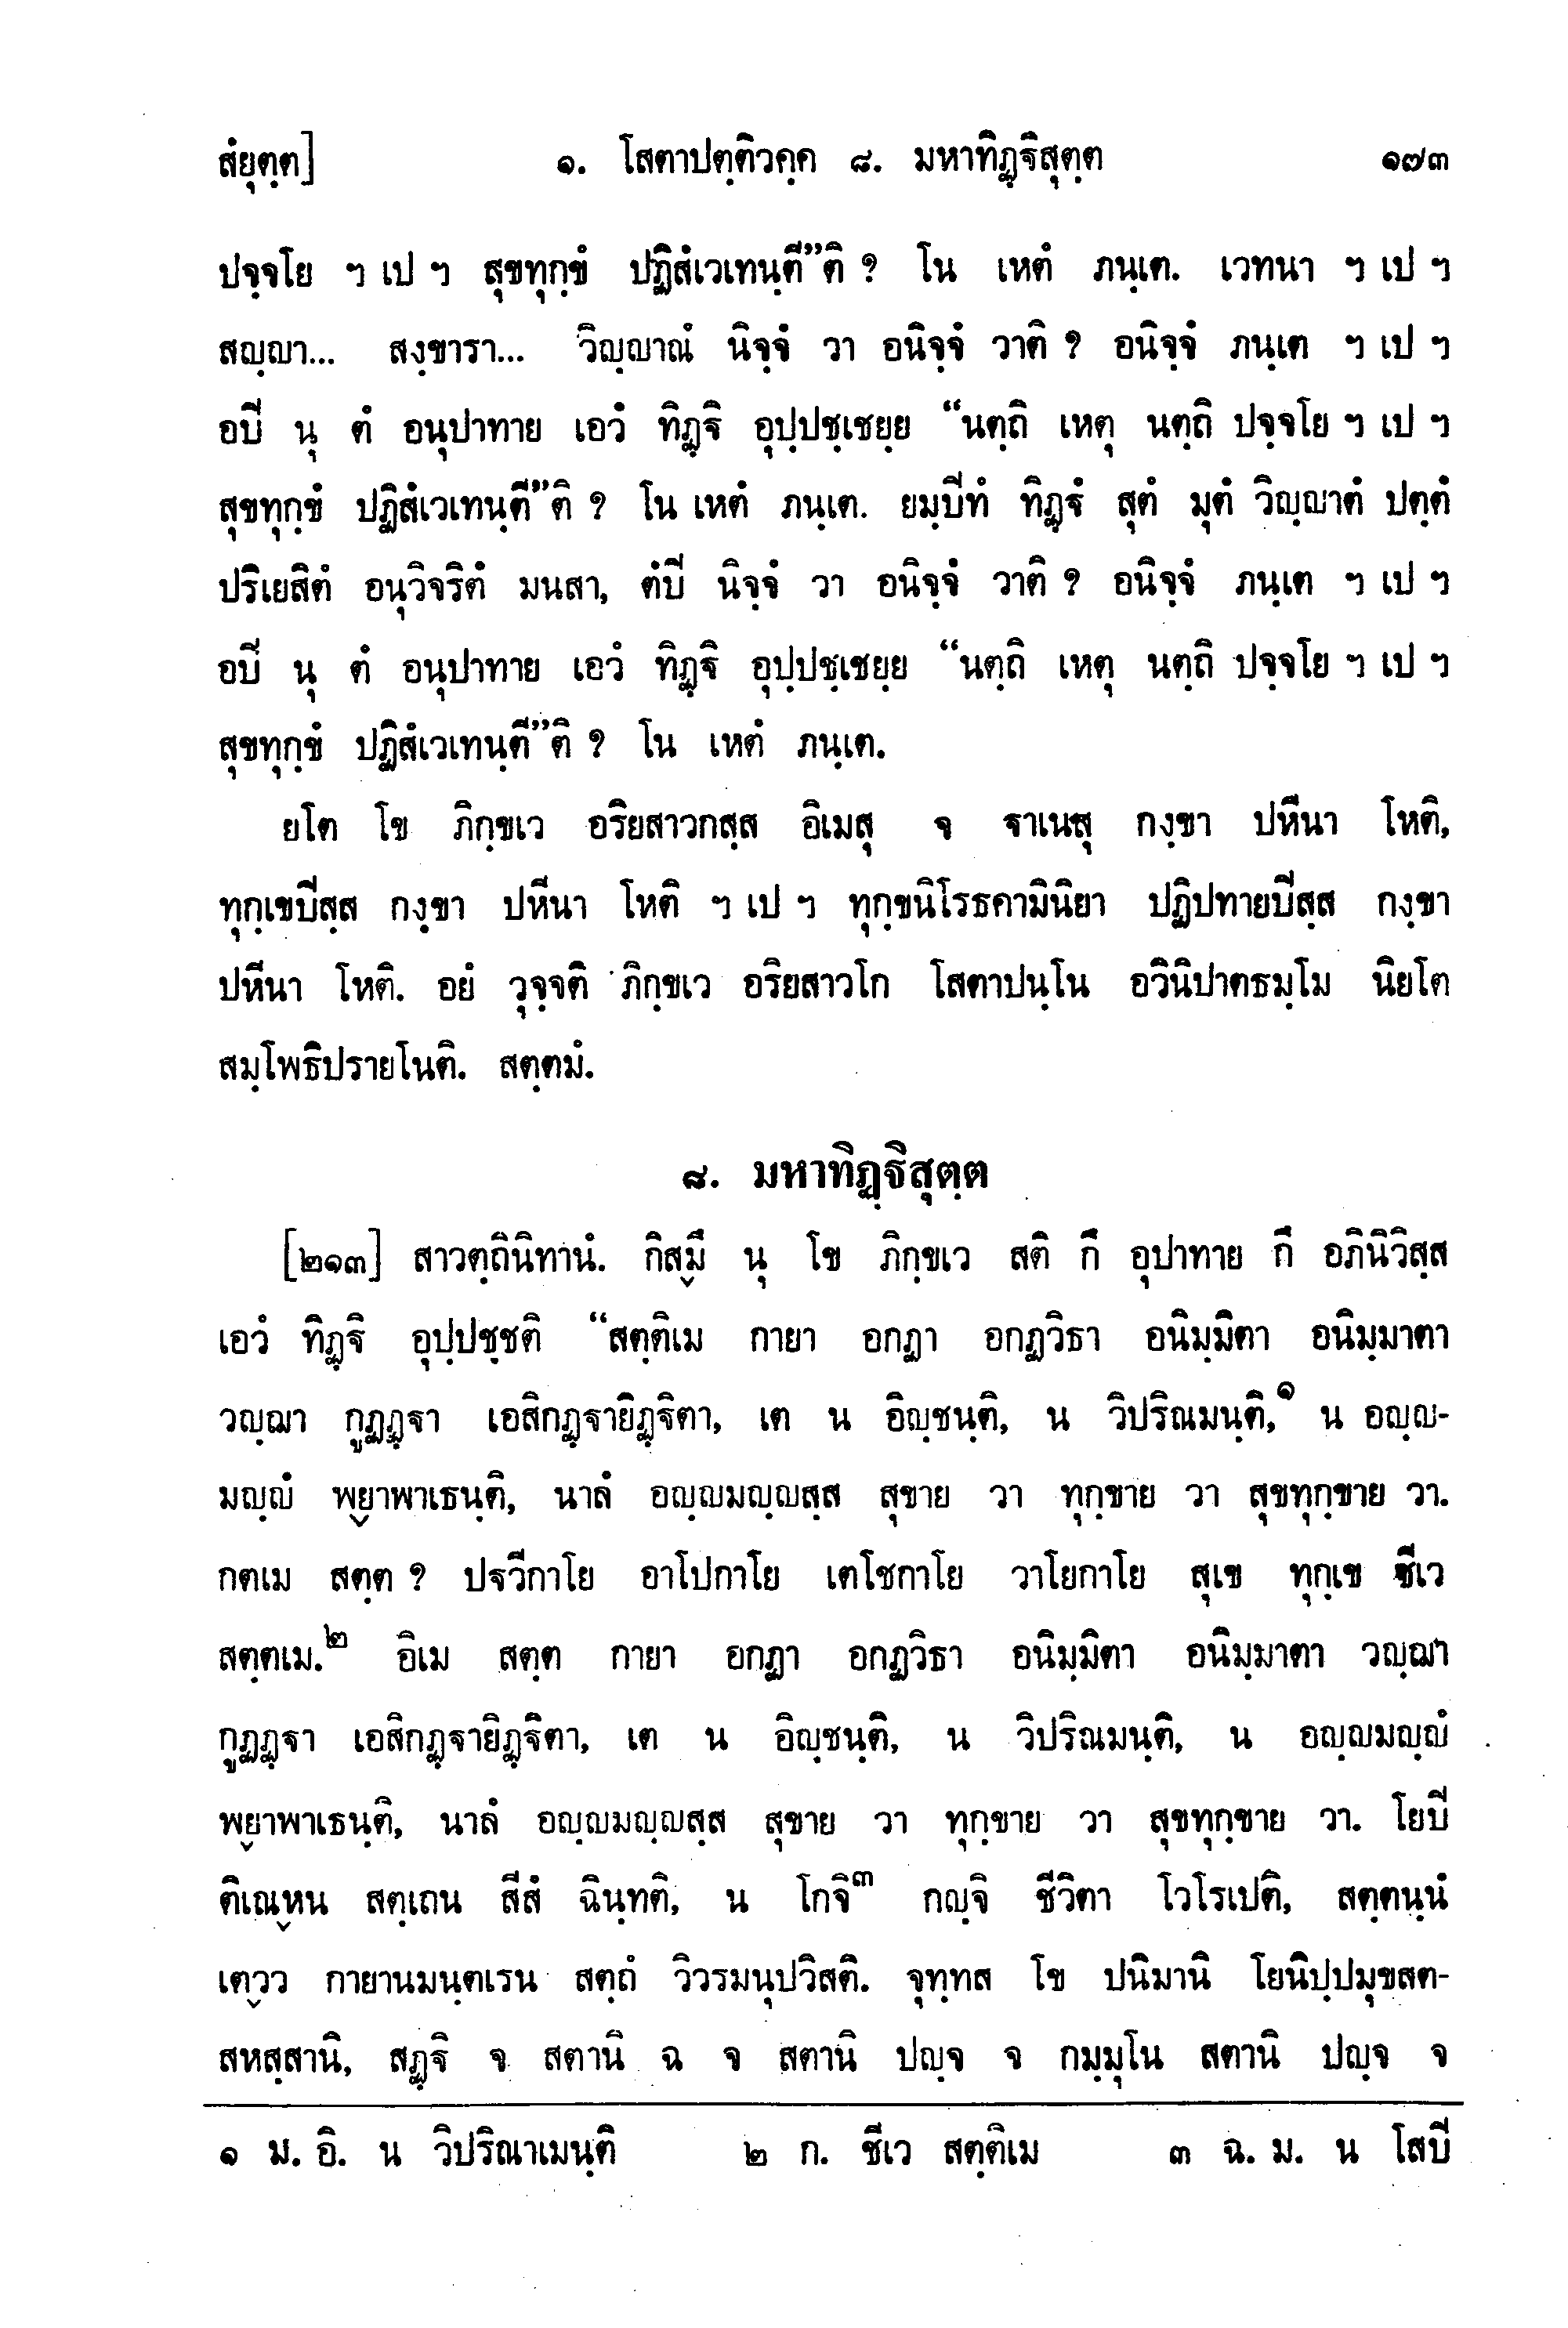 สํยุตฺต] ๑. โสตาปตฺติวคฺค ๘. มหาทิฏฺฐิสุตฺต ๑๗๓
ปจฺจโย ฯ เป ฯ สุขทุกฺขํ ปฏิสํเวเทนฺตี”ติ ? โน เหตํ ภนฺเต. เวทนา ฯ เป ฯ
สญฺญา... สงฺขารา... วิญฺญาณํ นิจฺจํ วา อนิจฺจํ วาติ ? อนิจฺจํ ภนฺเต ฯ เป ฯ
อปิ นุ ตํ อนุปาทาย เอวํ ทิฏฺฐิ อุปฺปชฺเชยฺย “นตฺถิ เหตุ นตฺถิ ปจฺจโย ฯ เป ฯ
สุขทุกฺขํ ปฏิสํเวเทนฺตี”ติ ? โน เหตํ ภนฺเต. ยมฺปิทํ ทิฏฺฐํ สุตํ มุตํ วิญฺญาตํ ปตฺตํ
ปริเยสิตํ อนุวิจริตํ มนสา, ตํปิ นิจฺจํ วา อนิจฺจํ วาติ ? อนิจฺจํ ภนฺเต ฯ เป ฯ
อปิ นุ ตํ อนุปาทาย เอวํ ทิฏฺฐิ อุปฺปชฺเชยฺย “นตฺถิ เหตุ นตฺถิ ปจฺจโย ฯ เป ฯ
สุขทุกฺขํ ปฏิสํเวเทนฺตี”ติ ? โน เหตํ ภนฺเต.
ยโต โข ภิกฺขเว อริยสาวกสฺส อิเมสุ จ ฐาเนสุ กงฺขา ปหีนา โหติ,
ทุกฺเขปิสฺส กงฺขา ปหีนา โหติ ฯ เป ฯ ทุกฺขนิโรธคามินิยา ปฏิปทายปิสฺส กงฺขา
ปหีนา โหติ. อยํ วุจฺจติ ภิกฺขเว อริยสาวโก โสตาปนฺโน อวินิปาตธมฺโม นิยโต
สมฺโพธิปรายโนติ. สตฺตมํ.
๘. มหาทิฏฺฐิสุตฺต
[๒๑๓] สาวตฺถินิทานํ. กิสฺมึ นุ โข ภิกฺขเว สติ กึ อุปาทาย กึ อภินิวิสฺส
เอวํ ทิฏฺฐิ อุปฺปชฺชติ “สตฺติเม กายา อกฏา อกฏวิธา อนิมฺมิตา อนิมฺมาตา
วญฺฌา กูฏฏฺฐา เอสิกฏฺฐายิฏฺฐิตา, เต น อิญฺชนฺติ, น วิปริณมนฺติ,๑ น อญฺญ-
มญฺญํ พฺยาพาเธนฺติ, นาลํ อญฺญมญฺญสฺส สุขาย วา ทุกฺขาย วา สุขทุกฺขาย วา.
กตเม สตฺต ? ปฐวีกาโย อาโปกาโย เตโชกาโย วาโยกาโย สุเข ทุกฺเข ชีเว
สตฺตเม.๒ อิเม สตฺต กายา อกฏา อกฏวิธา อนิมฺมิตา อนิมฺมาตา วญฺฌา
กูฏฏฺฐา เอสิกฏฺฐายิฏฺฐิตา, เต น อิญฺชนฺติ, น วิปริณมนฺติ, น อญฺญมญฺญํ
พฺยาพาเธนฺติ, นาลํ อญฺญมญฺญสฺส สุขาย วา ทุกฺขาย วา สุขทุกฺขาย วา. โยปิ
ติเณฺหน สตฺเถน สีสํ ฉินฺทติ, น โกจิ๓ กญฺจิ ชีวิตา โวโรเปติ, สตฺตนฺนํ
เตฺวว กายานมนฺตเรน สตฺถํ วิวรมนุปวิสติ. จุทฺทส โข ปนิมานิ โยนิปฺปมุขสต-
สหสฺสานิ, สฏฺฐิ จ สตานิ ฉ จ สตานิ ปญฺจ จ กมฺมุโน สตานิ ปญฺจ จ
๑ ม. อิ. น วิปริณาเมนฺติ ๒ ก. ชีเว สตฺติเม ๓ ฉ. ม. น โสปิ